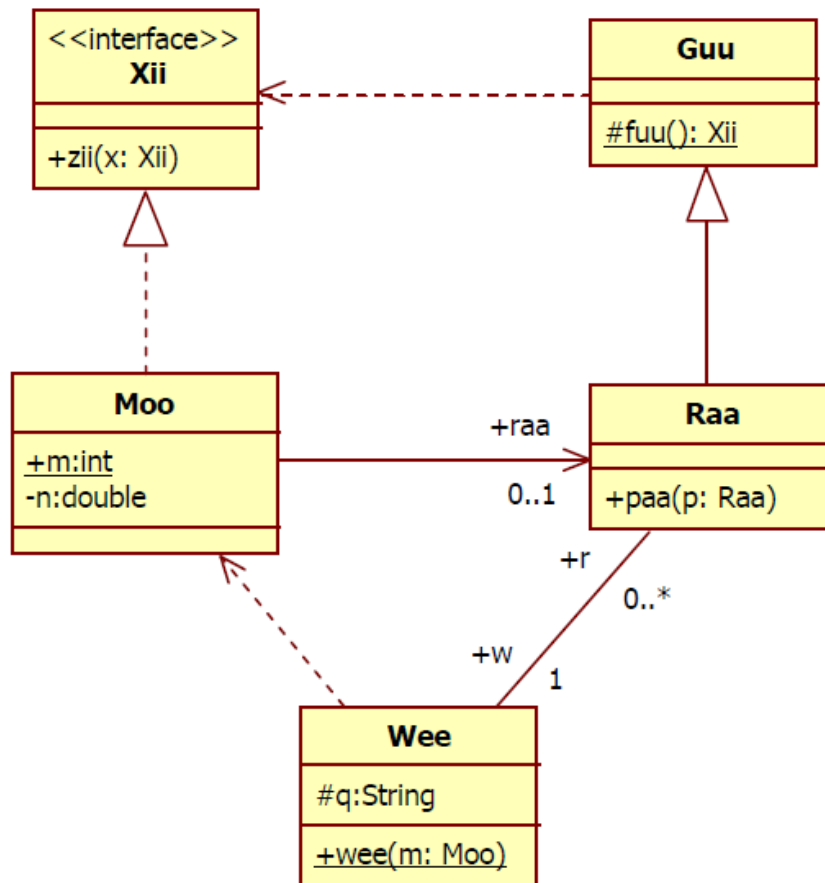 <<interface>>
Xii
+zii(x: Xii)
Guu
#fuu(): Xii
Moo
+m:int
-n:double
+raa
0..1
Raa
+paa(p: Raa)
+r
0..*
+w
1
Wee
#q:String
+wee(m: Moo)